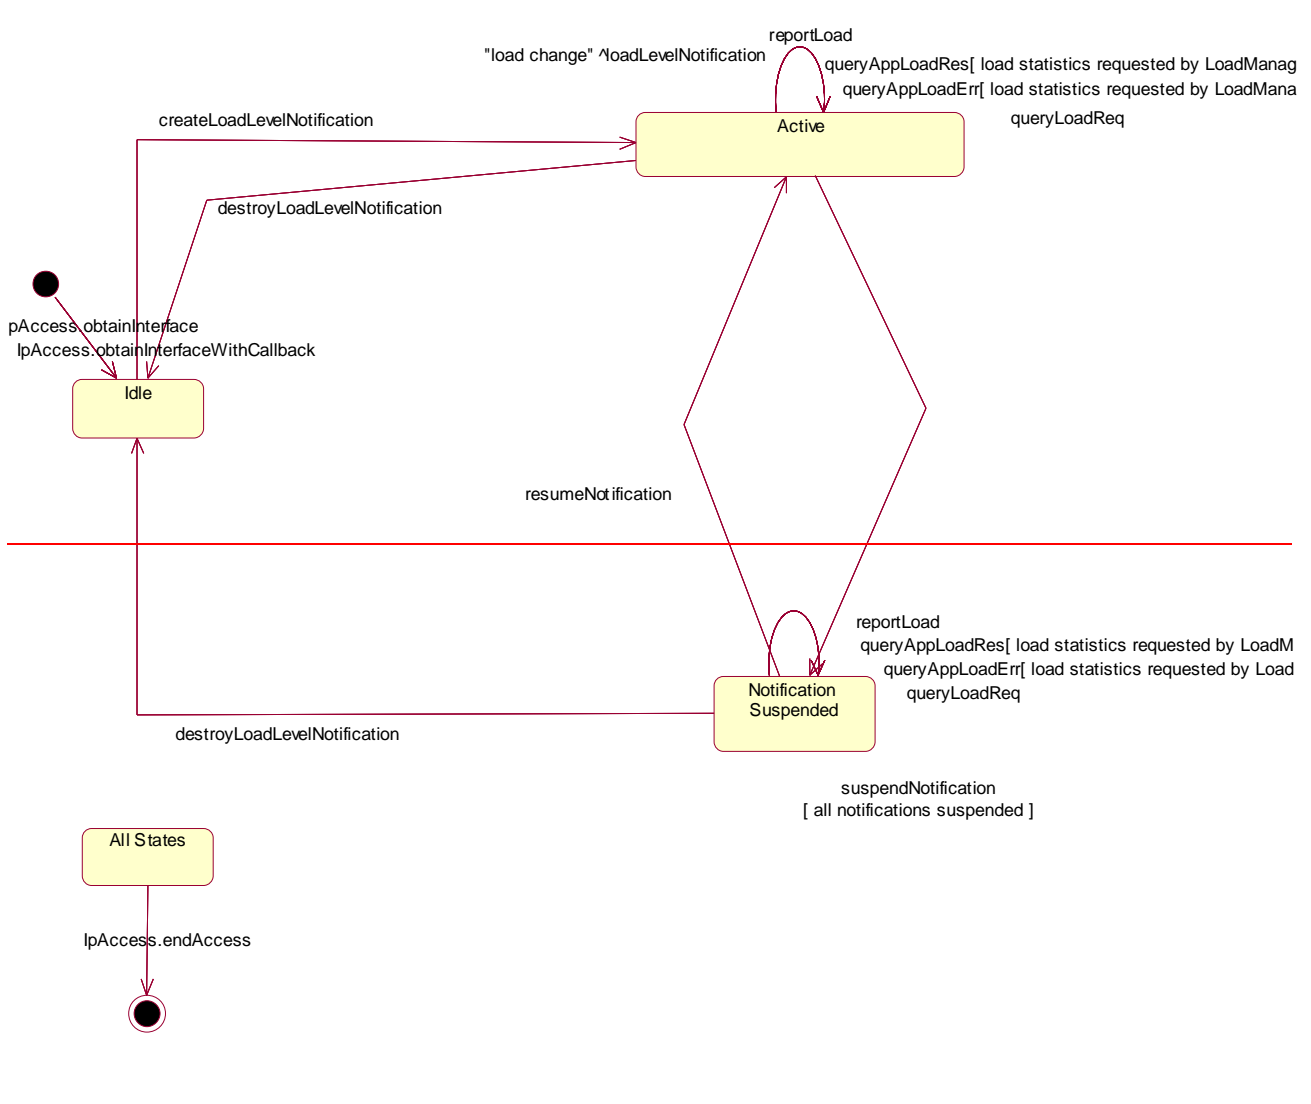 reportLoad
"load change" ^loadLevelNotification
queryAppLoadRes[ load statistics requested by LoadManag
queryAppLoadErr[ load statistics requested by LoadMana
queryLoadReq
createLoadLevelNotification
Active
destroyLoadLevelNotification
pAccess.obtainInterface
IpAccess.obtainInterfaceWithCallback
Idle
resumeNotification
reportLoad
queryAppLoadRes[ load statistics requested by LoadM
queryAppLoadErr[ load statistics requested by Load
queryLoadReq
Notification
Suspended
destroyLoadLevelNotification
suspendNotification
[ all notifications suspended ]
All States
IpAccess.endAccess